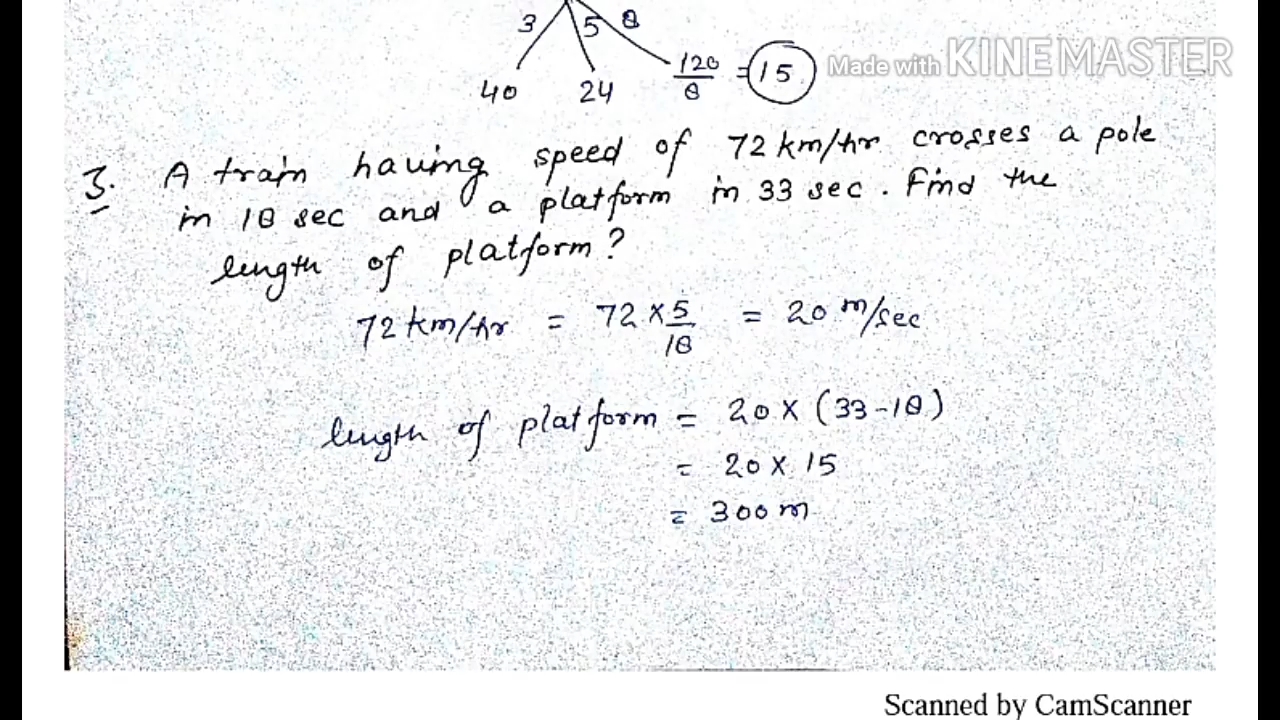 3 5 8
40 24 120/8 = 15
Made with KINEMASTER
3. A train having speed of 72 km/hr crosses a pole
in 18 sec and a platform in 33 sec. Find the
length of platform?
72 km/hr = 72 × 5/18 = 20 m/sec
length of platform = 20 × (33-18)
= 20 × 15
= 300 m
Scanned by CamScanner